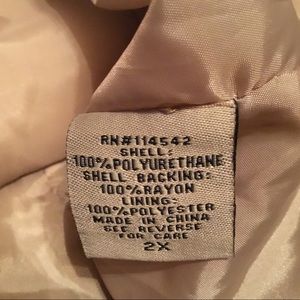 RN#114542
SHELL:
100%POLYURETHANE
SHELL BACKING:
100%RAYON
LINING:
100%POLYESTER
MADE IN CHINA
SEE REVERSE
FOR CARE
2X